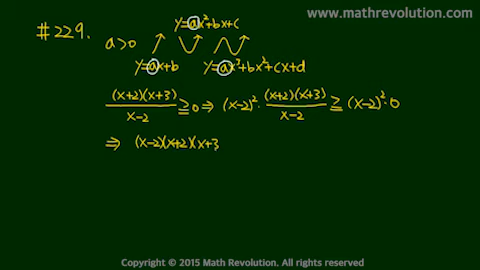 www.mathrevolution.com
#229.
y=ax²+bx+c
a>0
y=ax+b y=ax³+bx²+cx+d
(x+2)(x+3)/x-2 ≥0 ⇒ (x-2)²·(x+2)(x+3)/x-2 ≥ (x-2)²·0
⇒ (x-2)(x+2)(x+3
Copyright © 2015 Math Revolution. All rights reserved